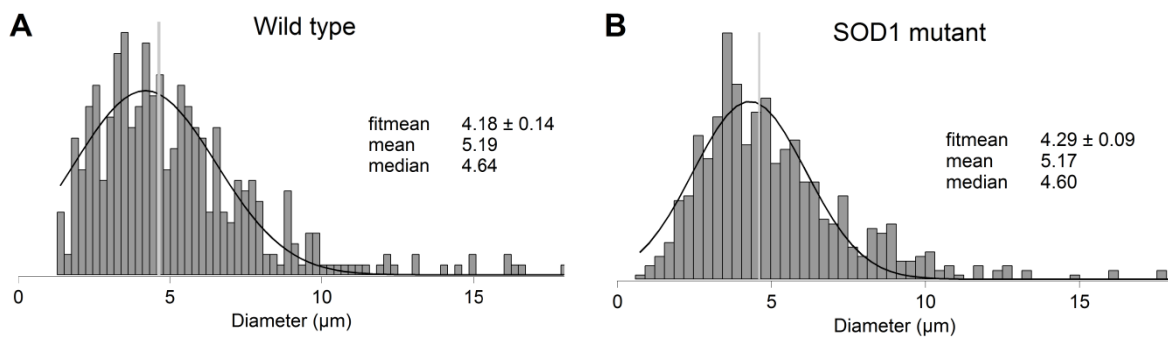 A
Wild type
fitmean 4.18 ± 0.14
mean 5.19
median 4.64
0 5 10 15
Diameter (µm)
B
SOD1 mutant
fitmean 4.29 ± 0.09
mean 5.17
median 4.60
0 5 10 15
Diameter (µm)